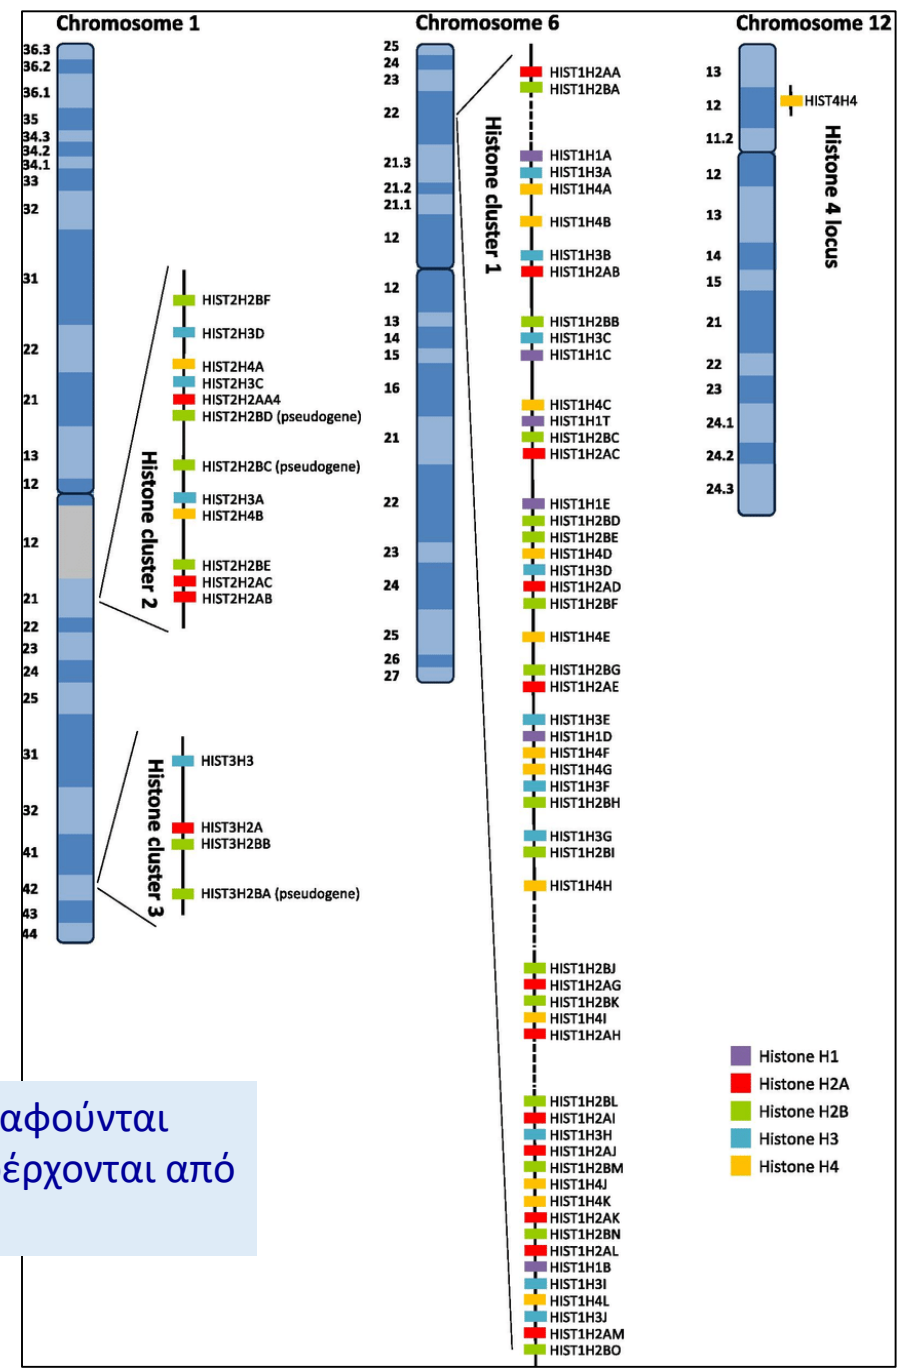 Chromosome 1
36.3
36.2
36.1
35
34.3
34.2
34.1
33
32
31
22
21
13
12
12
21
22
23
24
25
31
32
41
42
43
44
Histone cluster 2
HIST2H2BF
HIST2H3D
HIST2H4A
HIST2H3C
HIST2H2AA4
HIST2H2BD (pseudogene)
HIST2H2BC (pseudogene)
HIST2H3A
HIST2H4B
HIST2H2BE
HIST2H2AC
HIST2H2AB
Histone cluster 3
HIST3H3
HIST3H2A
HIST3H2BB
HIST3H2BA (pseudogene)
Chromosome 6
25
24
23
22
21.3
21.2
21.1
12
12
13
14
15
16
21
22
23
24
25
26
27
Histone cluster 1
HIST1H2AA
HIST1H2BA
HIST1H1A
HIST1H3A
HIST1H4A
HIST1H4B
HIST1H3B
HIST1H2AB
HIST1H2BB
HIST1H3C
HIST1H1C
HIST1H4C
HIST1H1T
HIST1H2BC
HIST1H2AC
HIST1H1E
HIST1H2BD
HIST1H2BE
HIST1H4D
HIST1H3D
HIST1H2AD
HIST1H2BF
HIST1H4E
HIST1H2BG
HIST1H2AE
HIST1H3E
HIST1H1D
HIST1H4F
HIST1H4G
HIST1H3F
HIST1H2BH
HIST1H3G
HIST1H2BI
HIST1H4H
HIST1H2BJ
HIST1H2AG
HIST1H2BK
HIST1H4I
HIST1H2AH
HIST1H2BL
HIST1H2AI
HIST1H3H
HIST1H2AJ
HIST1H2BM
HIST1H4J
HIST1H4K
HIST1H2AK
HIST1H2BN
HIST1H2AL
HIST1H1B
HIST1H3I
HIST1H4L
HIST1H3J
HIST1H2AM
HIST1H2BO
Chromosome 12
13
12
11.2
12
13
14
15
21
22
23
24.1
24.2
24.3
HIST4H4
Histone 4 locus
Histone H1
Histone H2A
Histone H2B
Histone H3
Histone H4
αφούνται
έρχονται από